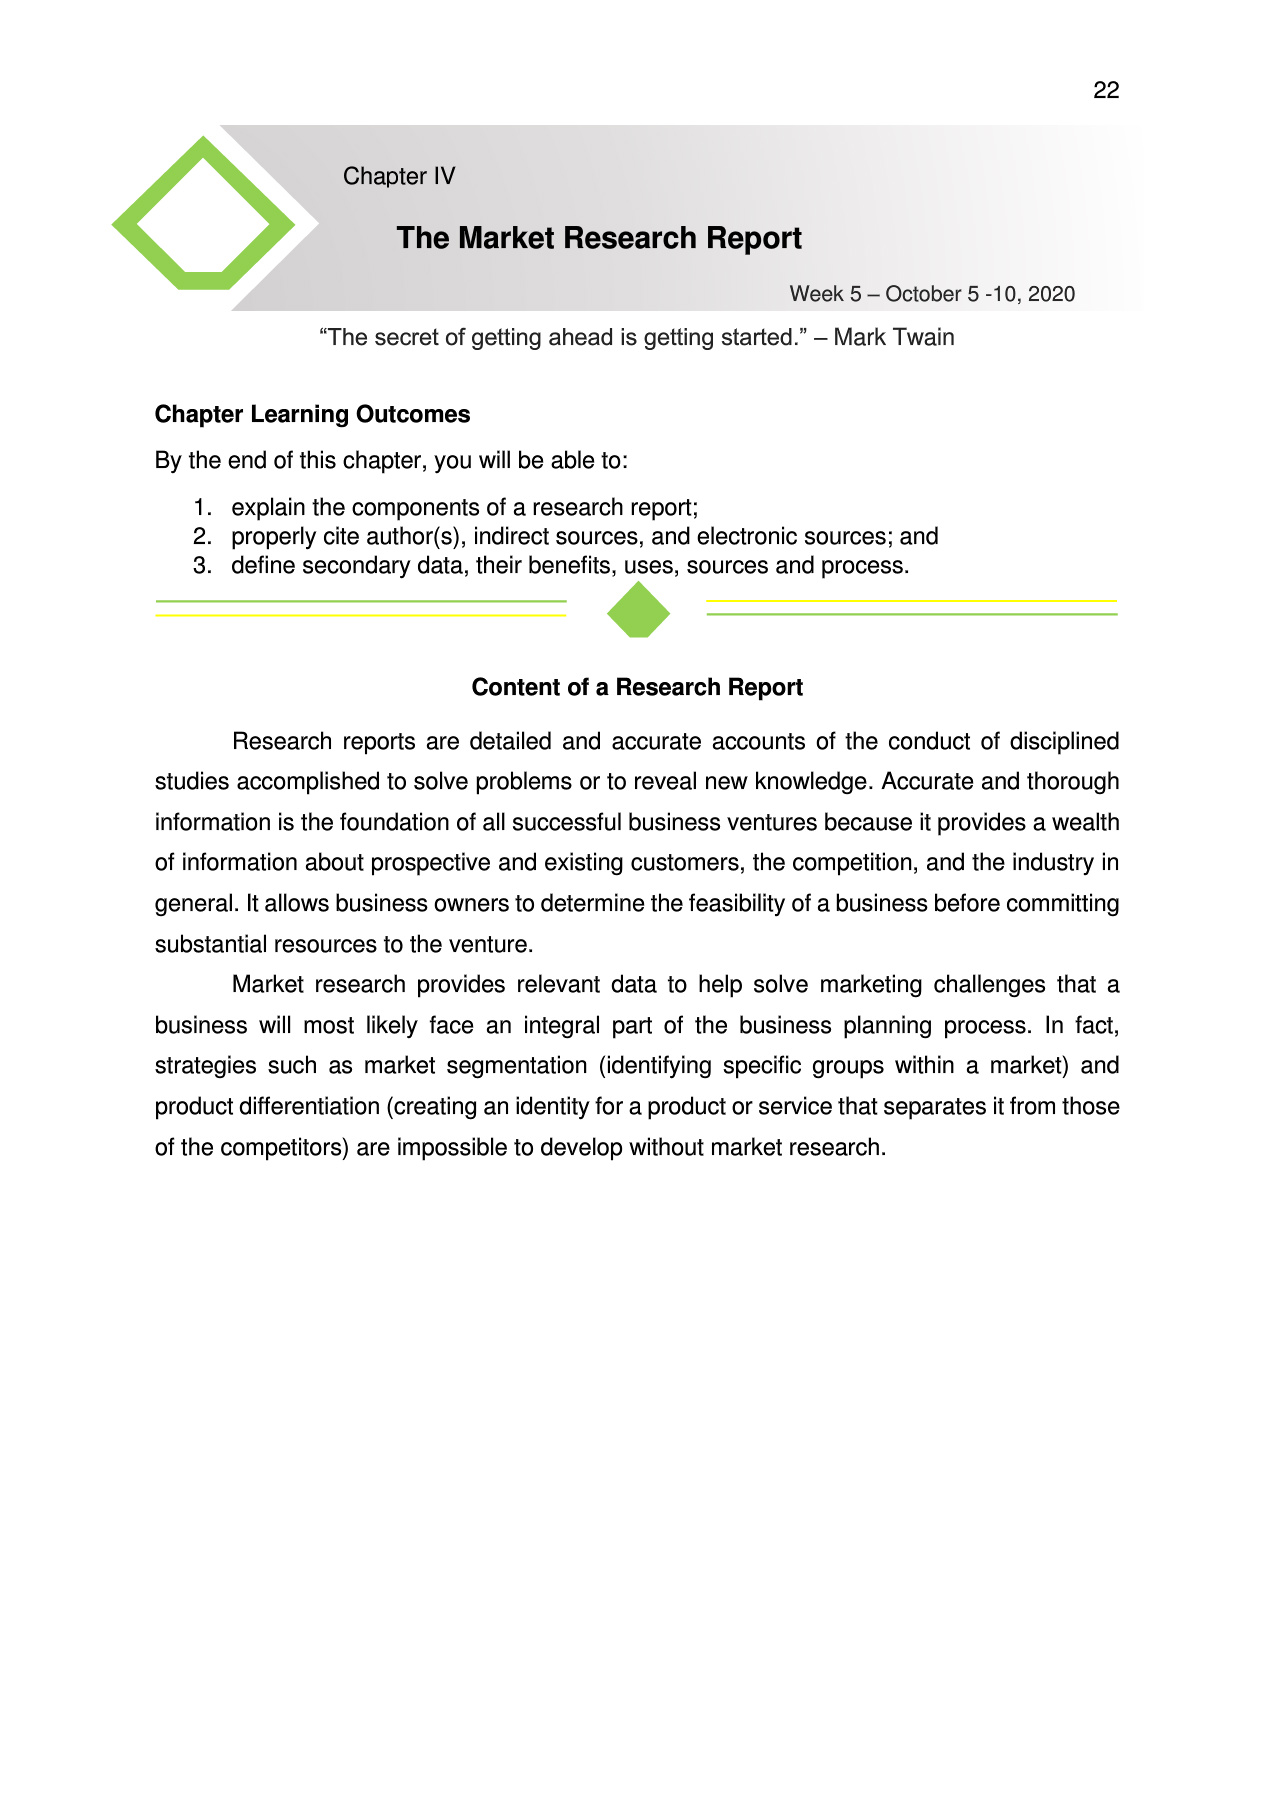 22
Chapter IV
The Market Research Report
Week 5 – October 5 -10, 2020
“The secret of getting ahead is getting started.” – Mark Twain
Chapter Learning Outcomes
By the end of this chapter, you will be able to:
1. explain the components of a research report;
2. properly cite author(s), indirect sources, and electronic sources; and
3. define secondary data, their benefits, uses, sources and process.
Content of a Research Report
Research reports are detailed and accurate accounts of the conduct of disciplined
studies accomplished to solve problems or to reveal new knowledge. Accurate and thorough
information is the foundation of all successful business ventures because it provides a wealth
of information about prospective and existing customers, the competition, and the industry in
general. It allows business owners to determine the feasibility of a business before committing
substantial resources to the venture.
Market research provides relevant data to help solve marketing challenges that a
business will most likely face an integral part of the business planning process. In fact,
strategies such as market segmentation (identifying specific groups within a market) and
product differentiation (creating an identity for a product or service that separates it from those
of the competitors) are impossible to develop without market research.